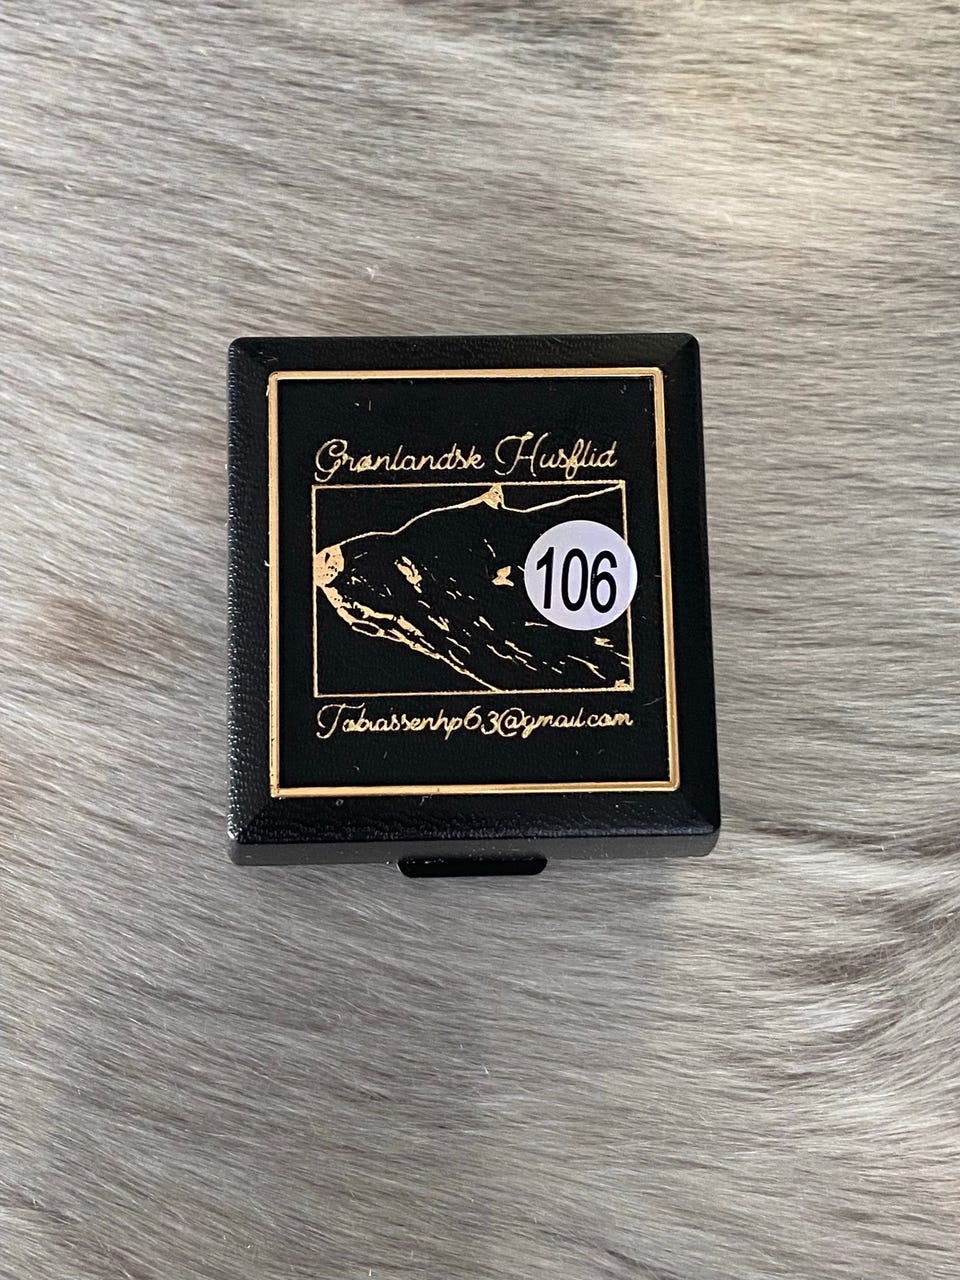 Grønlandsk Husflid
106
Tobiassenhp63@gmail.com